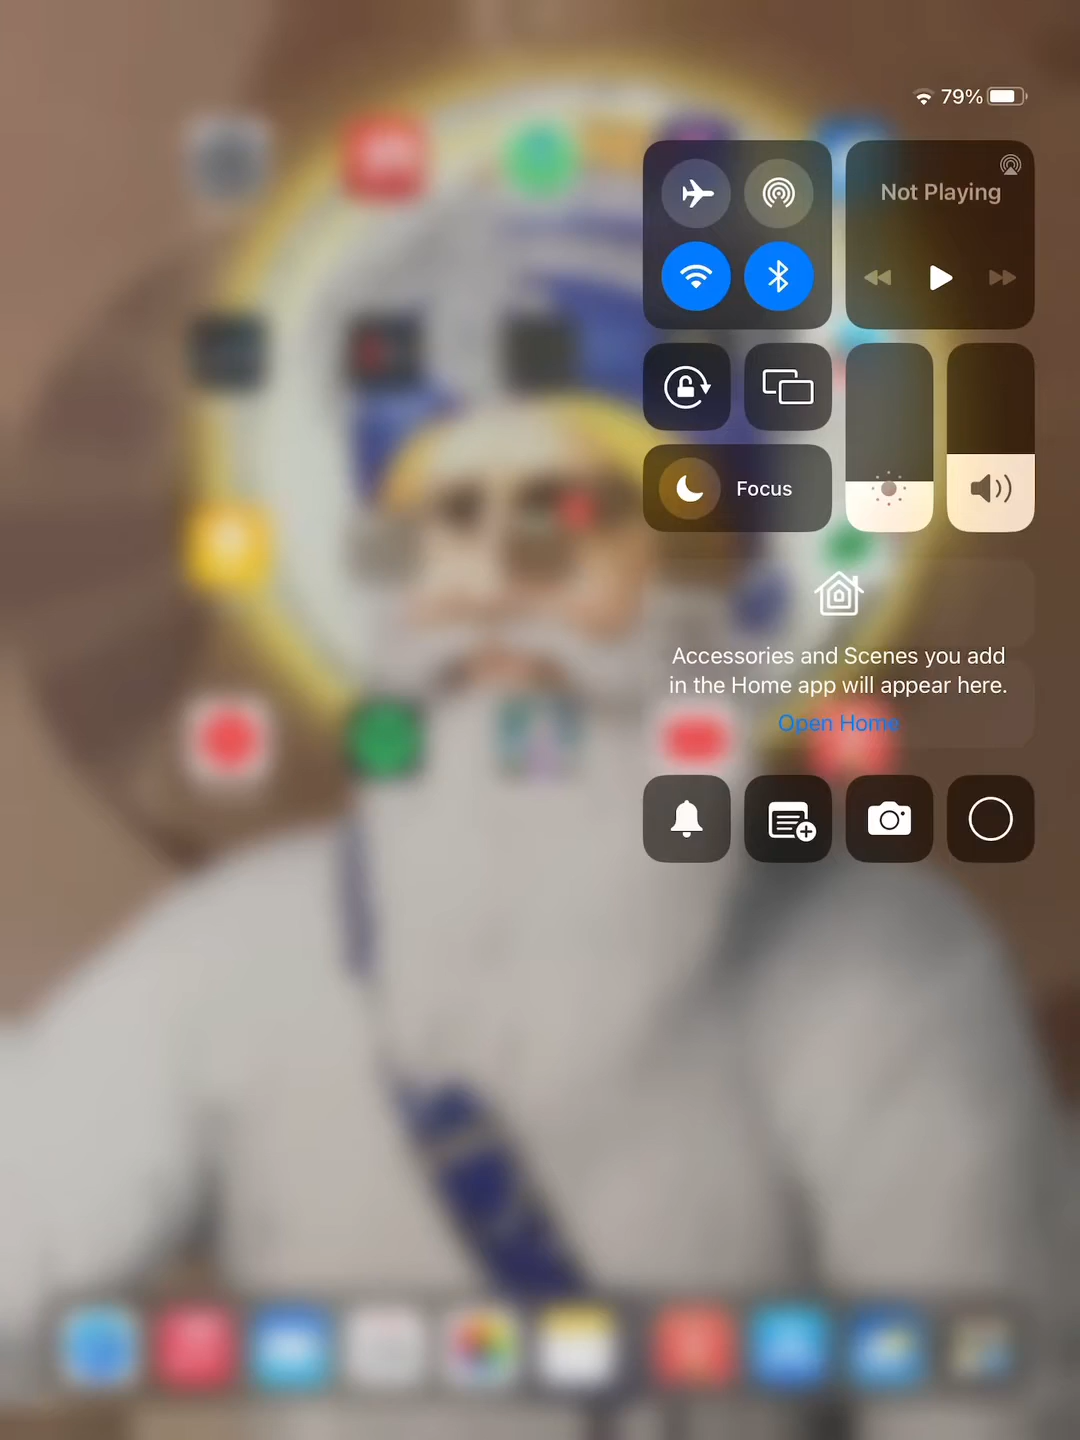 79%
Not Playing
Focus
Accessories and Scenes you add
in the Home app will appear here.
Open Home